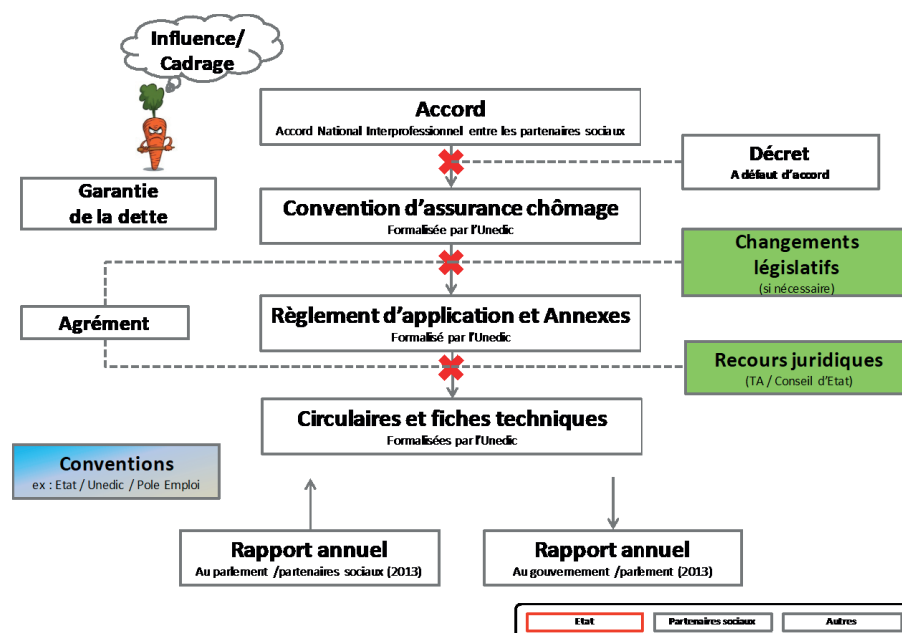 Influence/
Cadrage
Accord
Accord National Interprofessionnel entre les partenaires sociaux
Décret
A défaut d'accord
Garantie
de la dette
Convention d'assurance chômage
Formalisée par l'Unedic
Changements
législatifs
(si nécessaire)
Agrément
Règlement d'application et Annexes
Formalisé par l'Unedic
Recours juridiques
(TA / Conseil d'Etat)
Circulaires et fiches techniques
Formalisées par l'Unedic
Conventions
ex : Etat / Unedic / Pole Emploi
Rapport annuel
Au parlement /partenaires sociaux (2013)
Rapport annuel
Au gouvernement /parlement (2013)
Etat
Partenaires sociaux
Autres